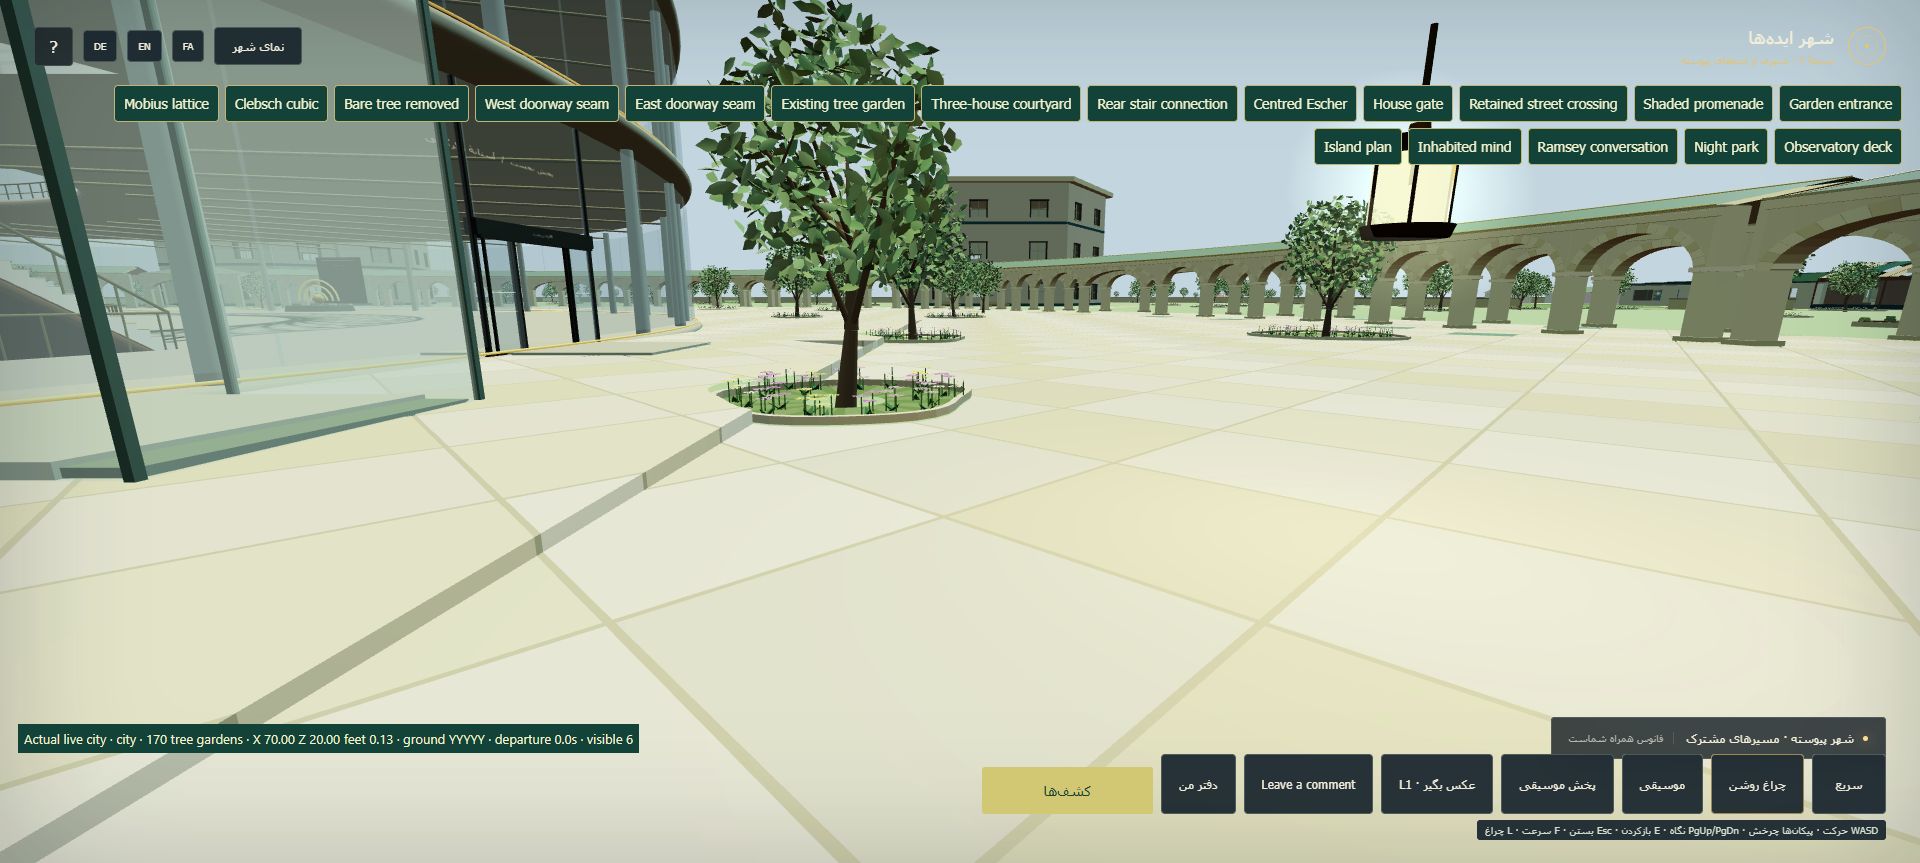 ?
DE
EN
FA
نمای شهر
شهر ایده‌ها
Mobius lattice
Clebsch cubic
Bare tree removed
West doorway seam
East doorway seam
Existing tree garden
Three-house courtyard
Rear stair connection
Centred Escher
House gate
Retained street crossing
Shaded promenade
Garden entrance
Island plan
Inhabited mind
Ramsey conversation
Night park
Observatory deck
Actual live city · city · 170 tree gardens · X 70.00 Z 20.00 feet 0.13 · ground YYYYY · departure 0.0s · visible 6
شهر پیوسته · مسیرهای مشترک
فانوس همراه شماست
کشف‌ها
دفتر من
Leave a comment
عکس بگیر · L1
پخش موسیقی
موسیقی
چراغ روشن
سریع
WASD حرکت · پیکان‌ها چرخش · PgUp/PgDn نگاه · E بازکردن · Esc بستن · F سرعت · L چراغ